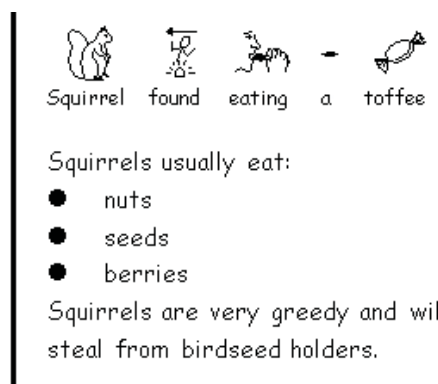 Squirrel found eating a toffee
Squirrels usually eat:
nuts
seeds
berries
Squirrels are very greedy and wil
steal from birdseed holders.